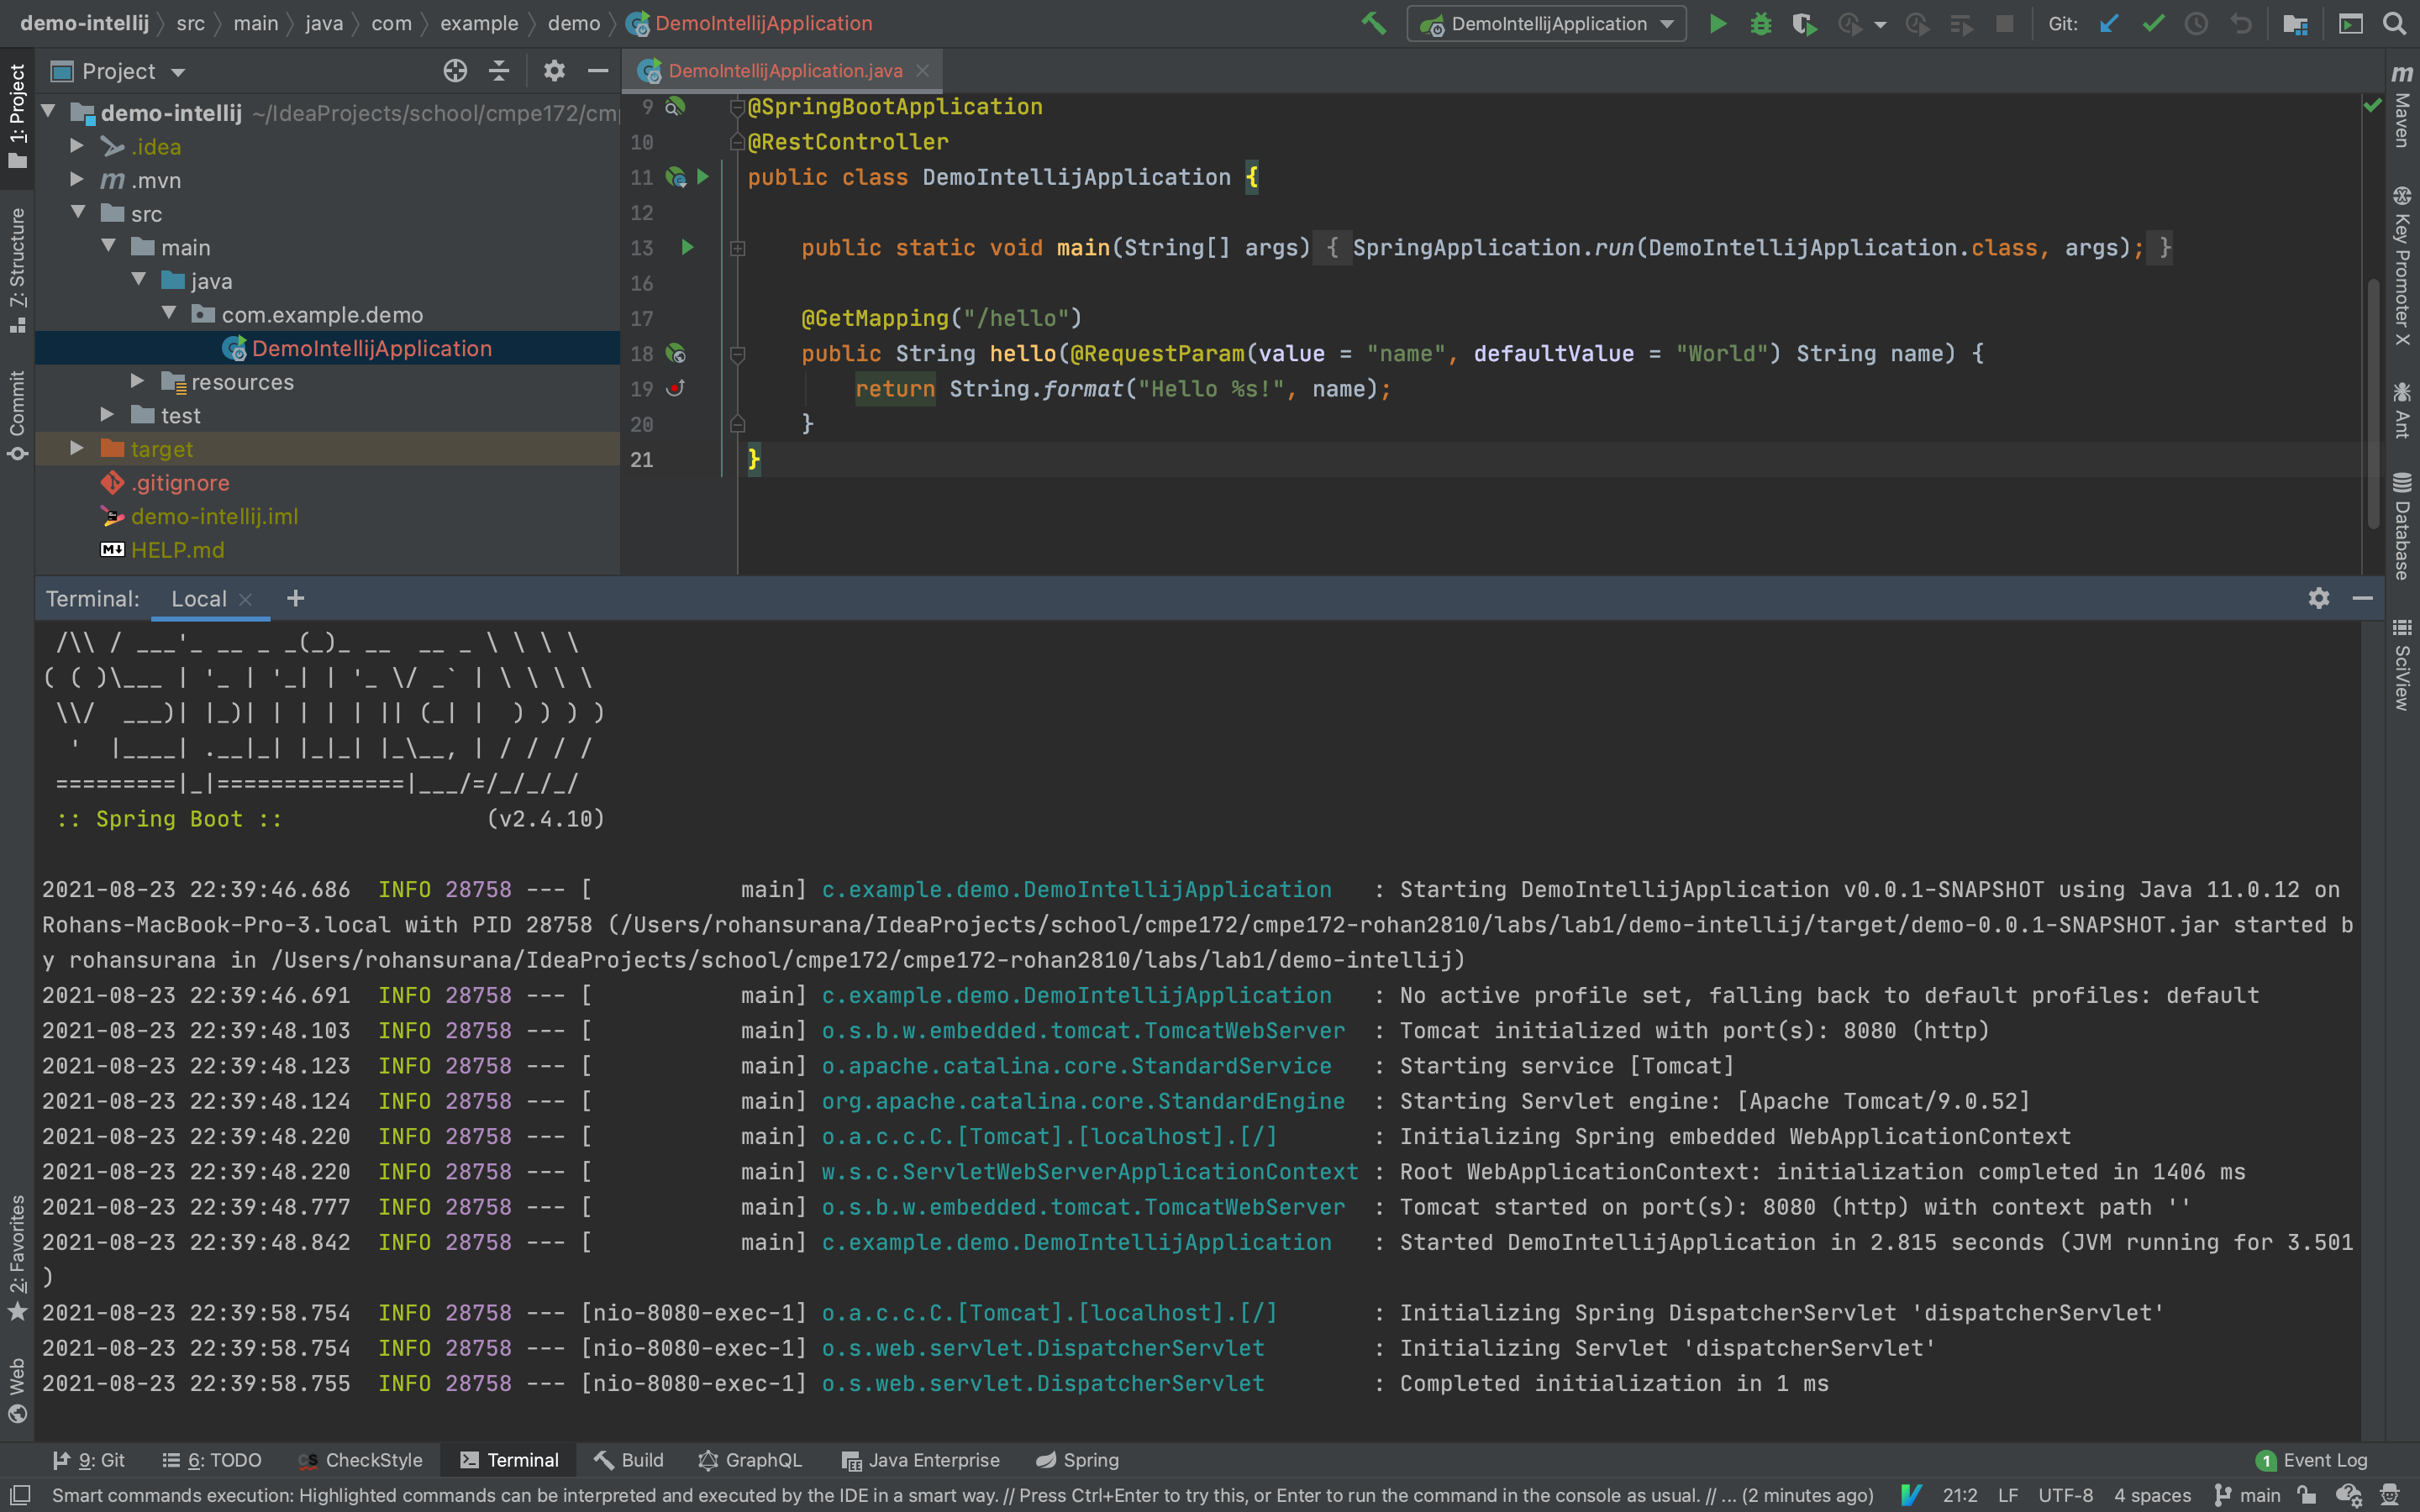 demo-intellij src main java com example demo DemoIntellijApplication
DemoIntellijApplication
Git:
1: Project
7: Structure
Commit
2: Favorites
Web
Project
demo-intellij ~/IdeaProjects/school/cmpe172/cm
.idea
.mvn
src
main
java
com.example.demo
DemoIntellijApplication
resources
test
target
.gitignore
demo-intellij.iml
HELP.md
DemoIntellijApplication.java
9 @SpringBootApplication
10 @RestController
11 public class DemoIntellijApplication {
12
13 public static void main(String[] args) { SpringApplication.run(DemoIntellijApplication.class, args); }
16
17 @GetMapping("/hello")
18 public String hello(@RequestParam(value = "name", defaultValue = "World") String name) {
19 return String.format("Hello %s!", name);
20 }
21 }
Maven
Key Promoter X
Ant
Database
SciView
Terminal: Local +
 /\\ / ___'_ __ _ _(_)_ __  __ _ \ \ \ \
( ( )\___ | '_ | '_| | '_ \/ _` | \ \ \ \
 \\/  ___)| |_)| | | | | || (_| |  ) ) ) )
  '  |____| .__|_| |_|_| |_\__, | / / / /
 =========|_|==============|___/=/_/_/_/
 :: Spring Boot ::               (v2.4.10)
2021-08-23 22:39:46.686  INFO 28758 --- [           main] c.example.demo.DemoIntellijApplication   : Starting DemoIntellijApplication v0.0.1-SNAPSHOT using Java 11.0.12 on
Rohans-MacBook-Pro-3.local with PID 28758 (/Users/rohansurana/IdeaProjects/school/cmpe172/cmpe172-rohan2810/labs/lab1/demo-intellij/target/demo-0.0.1-SNAPSHOT.jar started b
y rohansurana in /Users/rohansurana/IdeaProjects/school/cmpe172/cmpe172-rohan2810/labs/lab1/demo-intellij)
2021-08-23 22:39:46.691  INFO 28758 --- [           main] c.example.demo.DemoIntellijApplication   : No active profile set, falling back to default profiles: default
2021-08-23 22:39:48.103  INFO 28758 --- [           main] o.s.b.w.embedded.tomcat.TomcatWebServer  : Tomcat initialized with port(s): 8080 (http)
2021-08-23 22:39:48.123  INFO 28758 --- [           main] o.apache.catalina.core.StandardService   : Starting service [Tomcat]
2021-08-23 22:39:48.124  INFO 28758 --- [           main] org.apache.catalina.core.StandardEngine  : Starting Servlet engine: [Apache Tomcat/9.0.52]
2021-08-23 22:39:48.220  INFO 28758 --- [           main] o.a.c.c.C.[Tomcat].[localhost].[/]       : Initializing Spring embedded WebApplicationContext
2021-08-23 22:39:48.220  INFO 28758 --- [           main] w.s.c.ServletWebServerApplicationContext : Root WebApplicationContext: initialization completed in 1406 ms
2021-08-23 22:39:48.777  INFO 28758 --- [           main] o.s.b.w.embedded.tomcat.TomcatWebServer  : Tomcat started on port(s): 8080 (http) with context path ''
2021-08-23 22:39:48.842  INFO 28758 --- [           main] c.example.demo.DemoIntellijApplication   : Started DemoIntellijApplication in 2.815 seconds (JVM running for 3.501
)
2021-08-23 22:39:58.754  INFO 28758 --- [nio-8080-exec-1] o.a.c.c.C.[Tomcat].[localhost].[/]       : Initializing Spring DispatcherServlet 'dispatcherServlet'
2021-08-23 22:39:58.754  INFO 28758 --- [nio-8080-exec-1] o.s.web.servlet.DispatcherServlet        : Initializing Servlet 'dispatcherServlet'
2021-08-23 22:39:58.755  INFO 28758 --- [nio-8080-exec-1] o.s.web.servlet.DispatcherServlet        : Completed initialization in 1 ms
9: Git 6: TODO CheckStyle Terminal Build GraphQL Java Enterprise Spring 1 Event Log
Smart commands execution: Highlighted commands can be interpreted and executed by the IDE in a smart way. // Press Ctrl+Enter to try this, or Enter to run the command in the console as usual. // ... (2 minutes ago) 21:2 LF UTF-8 4 spaces main